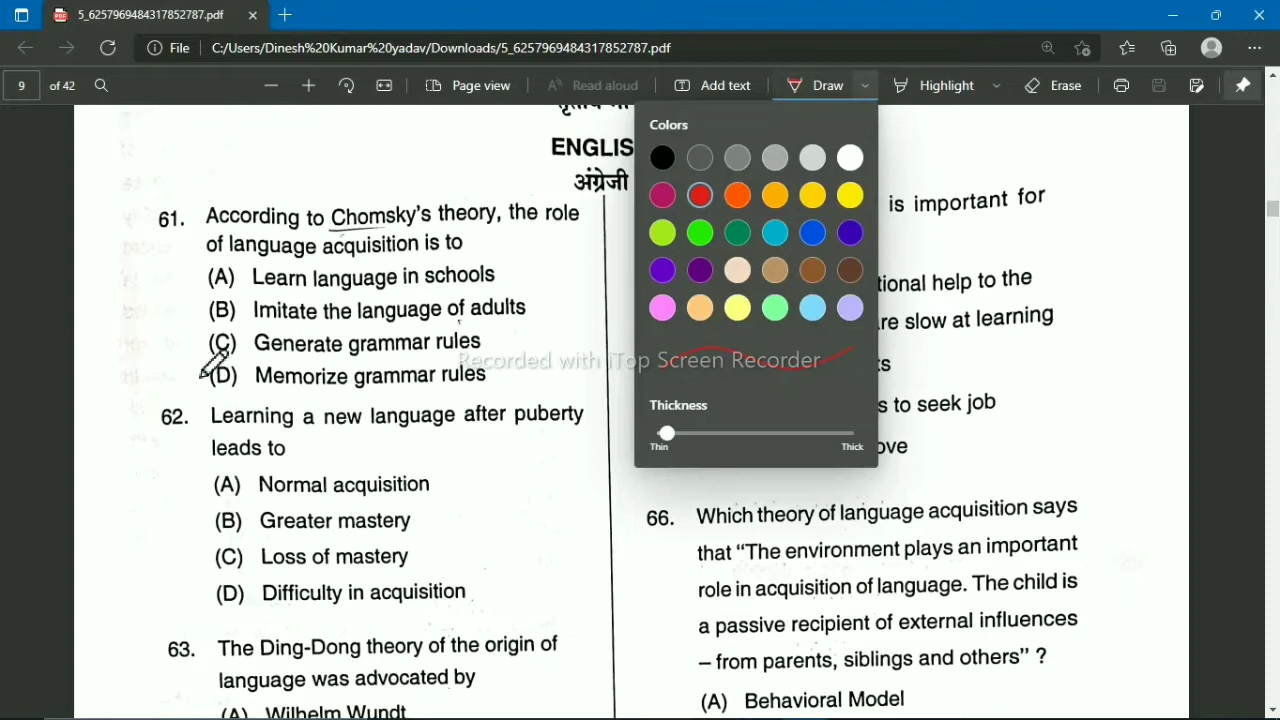 5_6257969484317852787.pdf
File
C:/Users/Dinesh%20Kumar%20yadav/Downloads/5_6257969484317852787.pdf
9 of 42
Page view
Read aloud
Add text
Draw
Highlight
Erase
Colors
Thickness
Thin
Thick
ENGLIS
अंग्रेजी
61. According to Chomsky's theory, the role
of language acquisition is to
(A) Learn language in schools
(B) Imitate the language of adults
(C) Generate grammar rules
(D) Memorize grammar rules
62. Learning a new language after puberty
leads to
(A) Normal acquisition
(B) Greater mastery
(C) Loss of mastery
(D) Difficulty in acquisition
63. The Ding-Dong theory of the origin of
language was advocated by
(A) Wilhelm Wundt
is important for
tional help to the
re slow at learning
ts
s to seek job
ove
66. Which theory of language acquisition says
that "The environment plays an important
role in acquisition of language. The child is
a passive recipient of external influences
– from parents, siblings and others" ?
(A) Behavioral Model
Recorded with iTop Screen Recorder